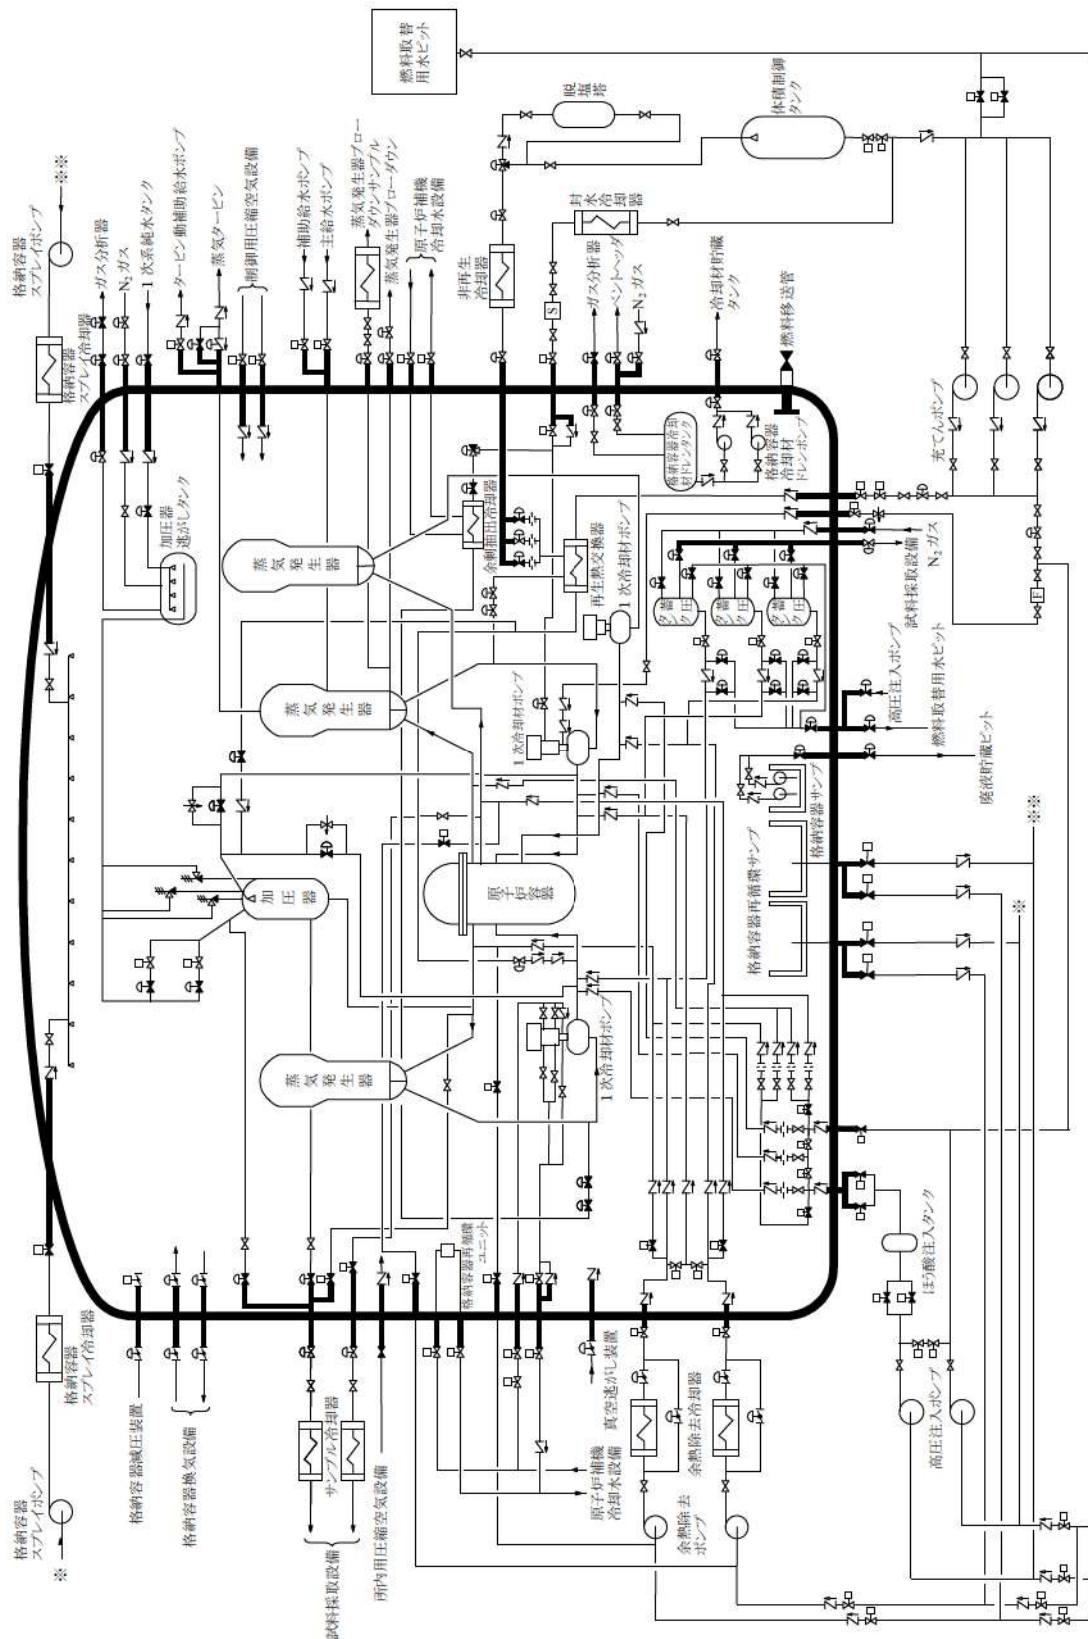 格納容器
スプレイポンプ
※
格納容器
スプレイ冷却器
格納容器減圧装置
格納容器換気設備
サンプル冷却器
試料採取設備
所内用圧縮空気設備
格納容器再循環
ユニット
原子炉補機
冷却水設備
真空逃がし装置
余熱除去冷却器
余熱除去
ポンプ
高圧注入ポンプ
ほう酸注入タンク
蒸気発生器
1次冷却材ポンプ
加圧器
原子炉容器
格納容器再循環サンプ
格納容器サンプ
※
※※
廃液貯蔵ピット
燃料取替用水ピット
高圧注入ポンプ
蒸気発生器
1次冷却材ポンプ
蒸気発生器
1次冷却材ポンプ
再生熱交換器
余剰抽出冷却器
加圧器
逃がしタンク
蓄圧
タンク
蓄圧
タンク
蓄圧
タンク
試料採取設備
N₂ガス
F
格納容器冷却
材ドレンタンク
格納容器
冷却材
ドレンポンプ
格納容器
スプレイ冷却器
格納容器
スプレイポンプ
※※
ガス分析器
N₂ガス
1次系純水タンク
タービン動補助給水ポンプ
蒸気タービン
制御用圧縮空気設備
補助給水ポンプ
主給水ポンプ
蒸気発生器ブロー
ダウンサンプル
蒸気発生器ブローダウン
原子炉補機
冷却水設備
非再生
冷却器
S
封水冷却器
ガス分析器
ベントヘッダ
N₂ガス
冷却材貯蔵
タンク
燃料移送管
充てんポンプ
脱塩塔
体積制御
タンク
燃料取替
用水ピット